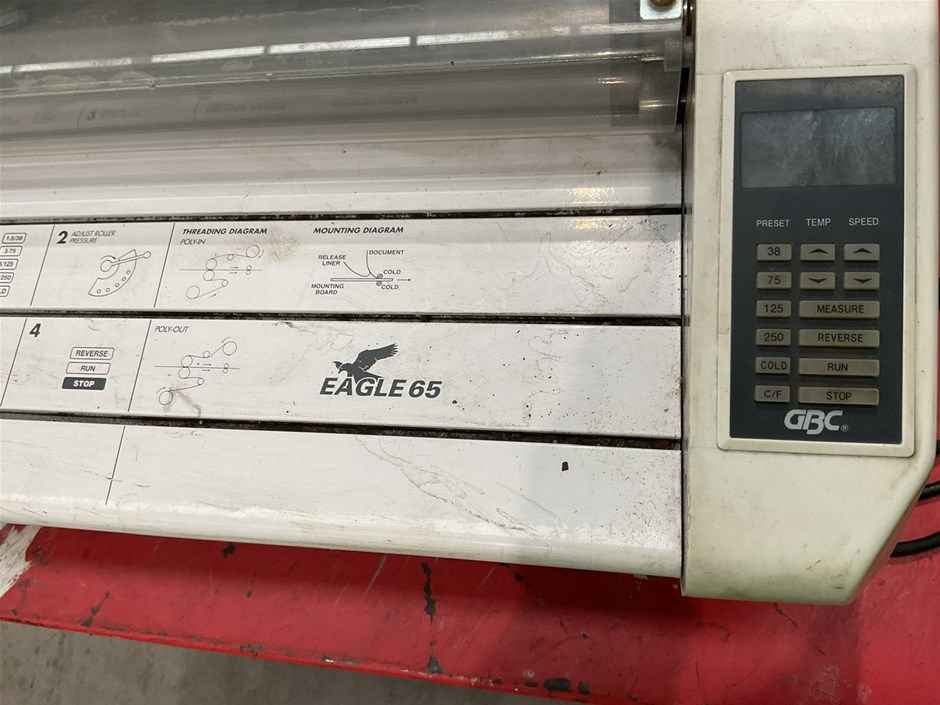 1.5/38
3/75
/125
/250
LD
2 ADJUST ROLLER
PRESSURE
THREADING DIAGRAM
POLY-IN
MOUNTING DIAGRAM
RELEASE
LINER
DOCUMENT
COLD
MOUNTING
BOARD
COLD
4
REVERSE
RUN
STOP
POLY-OUT
EAGLE 65
PRESET TEMP SPEED
38
75
125 MEASURE
250 REVERSE
COLD RUN
C/F STOP
GBC®